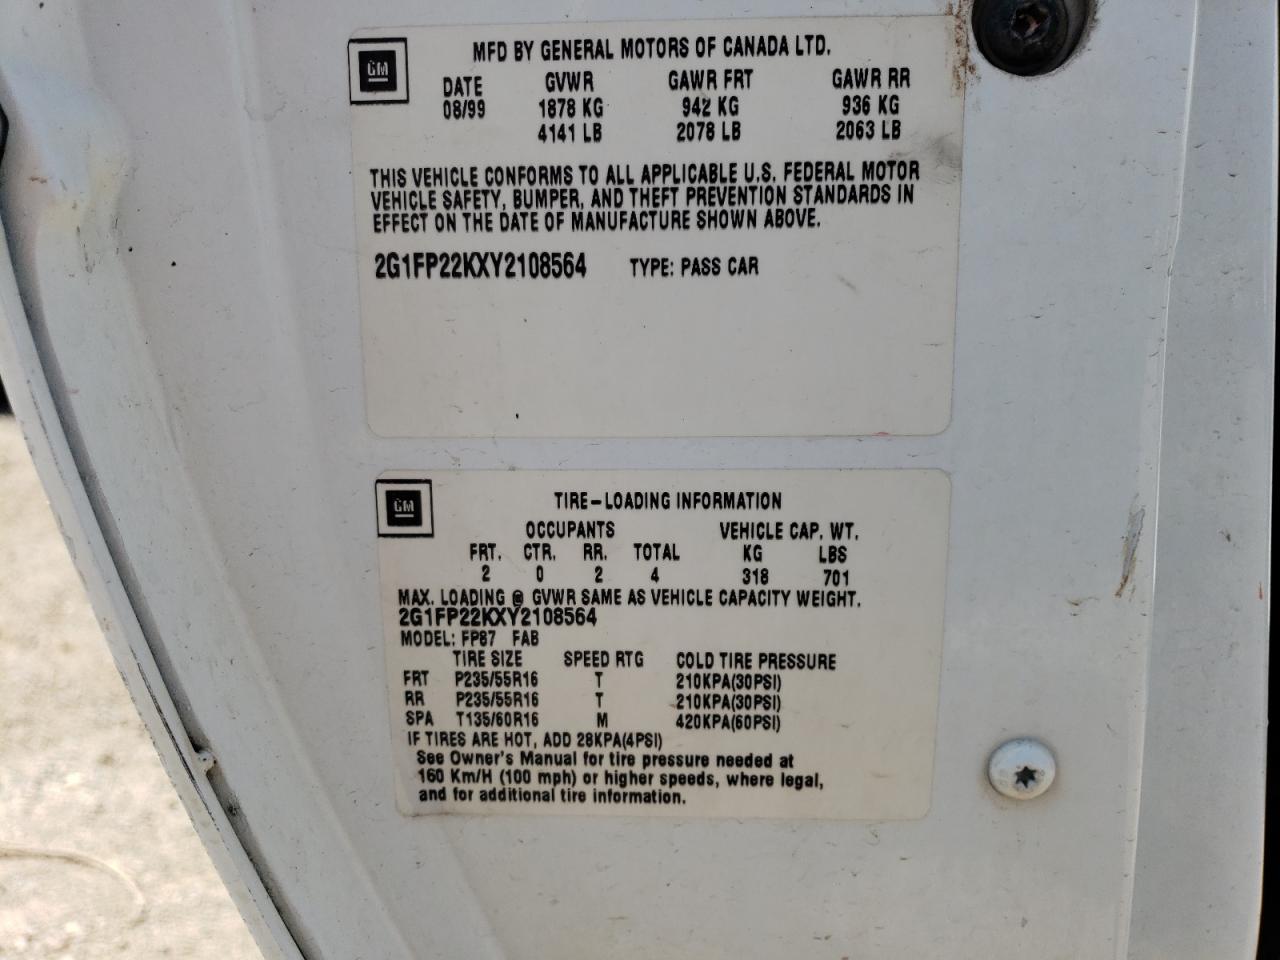 GM
MFD BY GENERAL MOTORS OF CANADA LTD.
DATE GVWR GAWR FRT GAWR RR
08/99 1878 KG 942 KG 936 KG
4141 LB 2078 LB 2063 LB
THIS VEHICLE CONFORMS TO ALL APPLICABLE U.S. FEDERAL MOTOR
VEHICLE SAFETY, BUMPER, AND THEFT PREVENTION STANDARDS IN
EFFECT ON THE DATE OF MANUFACTURE SHOWN ABOVE.
2G1FP22KXY2108564 TYPE: PASS CAR
GM
TIRE-LOADING INFORMATION
OCCUPANTS VEHICLE CAP. WT.
FRT. CTR. RR. TOTAL KG LBS
2 0 2 4 318 701
MAX. LOADING @ GVWR SAME AS VEHICLE CAPACITY WEIGHT.
2G1FP22KXY2108564
MODEL: FP87 FAB
TIRE SIZE SPEED RTG COLD TIRE PRESSURE
FRT P235/55R16 T 210KPA(30PSI)
RR P235/55R16 T 210KPA(30PSI)
SPA T135/60R16 M 420KPA(60PSI)
IF TIRES ARE HOT, ADD 28KPA(4PSI)
See Owner's Manual for tire pressure needed at
160 Km/H (100 mph) or higher speeds, where legal,
and for additional tire information.